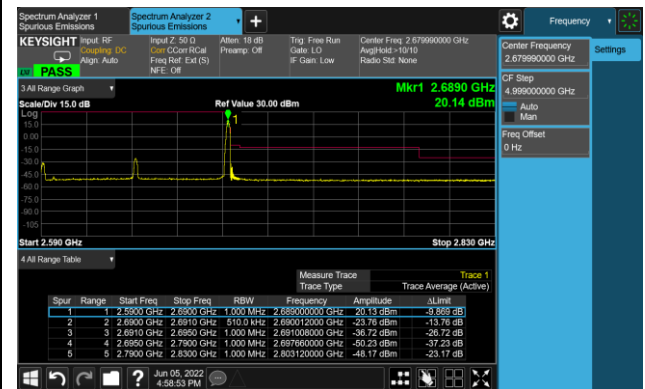 Spectrum Analyzer 1
Spurious Emissions
Spectrum Analyzer 2
Spurious Emissions
Frequency
KEYSIGHT
Input: RF
Coupling: DC
Align: Auto
Input Z: 50 Ω
Corr CCorr RCal
Freq Ref: Ext (S)
NFE: Off
Atten: 18 dB
Preamp: Off
Trig: Free Run
Gate: LO
IF Gain: Low
Center Freq: 2.679990000 GHz
Avg|Hold:>10/10
Radio Std: None
PASS
Center Frequency
2.679990000 GHz
Settings
CF Step
4.999000000 GHz
Auto
Man
Freq Offset
0 Hz
3 All Range Graph
Mkr1 2.6890 GHz
20.14 dBm
Scale/Div 15.0 dB
Ref Value 30.00 dBm
Log
15.0
0.00
-15.0
-30.0
-45.0
-60.0
-75.0
-90.0
-105
1
Start 2.590 GHz
Stop 2.830 GHz
4 All Range Table
Measure Trace Trace 1
Trace Type Trace Average (Active)
Spur Range Start Freq Stop Freq RBW Frequency Amplitude ΔLimit
1 1 2.5900 GHz 2.6900 GHz 1.000 MHz 2.689000000 GHz 20.13 dBm -9.869 dB
2 2 2.6900 GHz 2.6910 GHz 510.0 kHz 2.690012000 GHz -23.76 dBm -13.76 dB
3 3 2.6910 GHz 2.6950 GHz 1.000 MHz 2.691008000 GHz -36.72 dBm -26.72 dB
4 4 2.6950 GHz 2.7900 GHz 1.000 MHz 2.697660000 GHz -50.23 dBm -37.23 dB
5 5 2.7900 GHz 2.8300 GHz 1.000 MHz 2.803120000 GHz -48.17 dBm -23.17 dB
?
Jun 05, 2022
4:58:53 PM